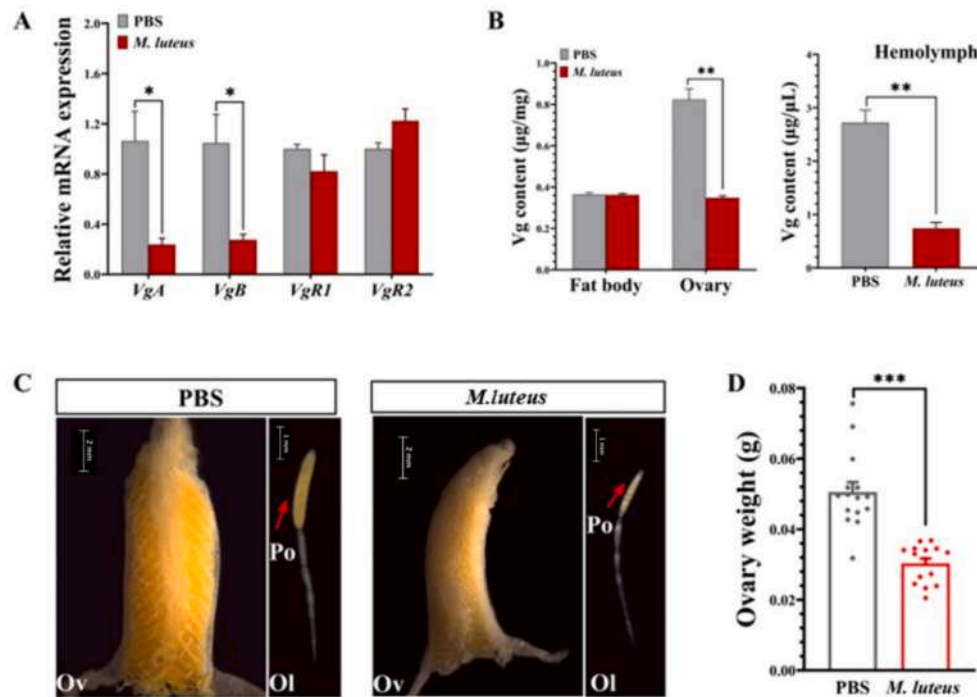 A
PBS
M. luteus
Relative mRNA expression
2.0
1.6
1.2
0.8
0.4
0.0
*
*
VgA VgB VgR1 VgR2
B
PBS
M. luteus
Vg content (μg/mg)
1.0
0.8
0.6
0.4
0.2
0.0
**
Fat body Ovary
Hemolymph
Vg content (μg/μL)
4
3
2
1
0
**
PBS M. luteus
C
PBS
2 mm
Ov
1 mm
Po
Ol
M.luteus
2 mm
Ov
1 mm
Po
Ol
D
Ovary weight (g)
0.08
0.06
0.04
0.02
0.00
***
PBS M. luteus